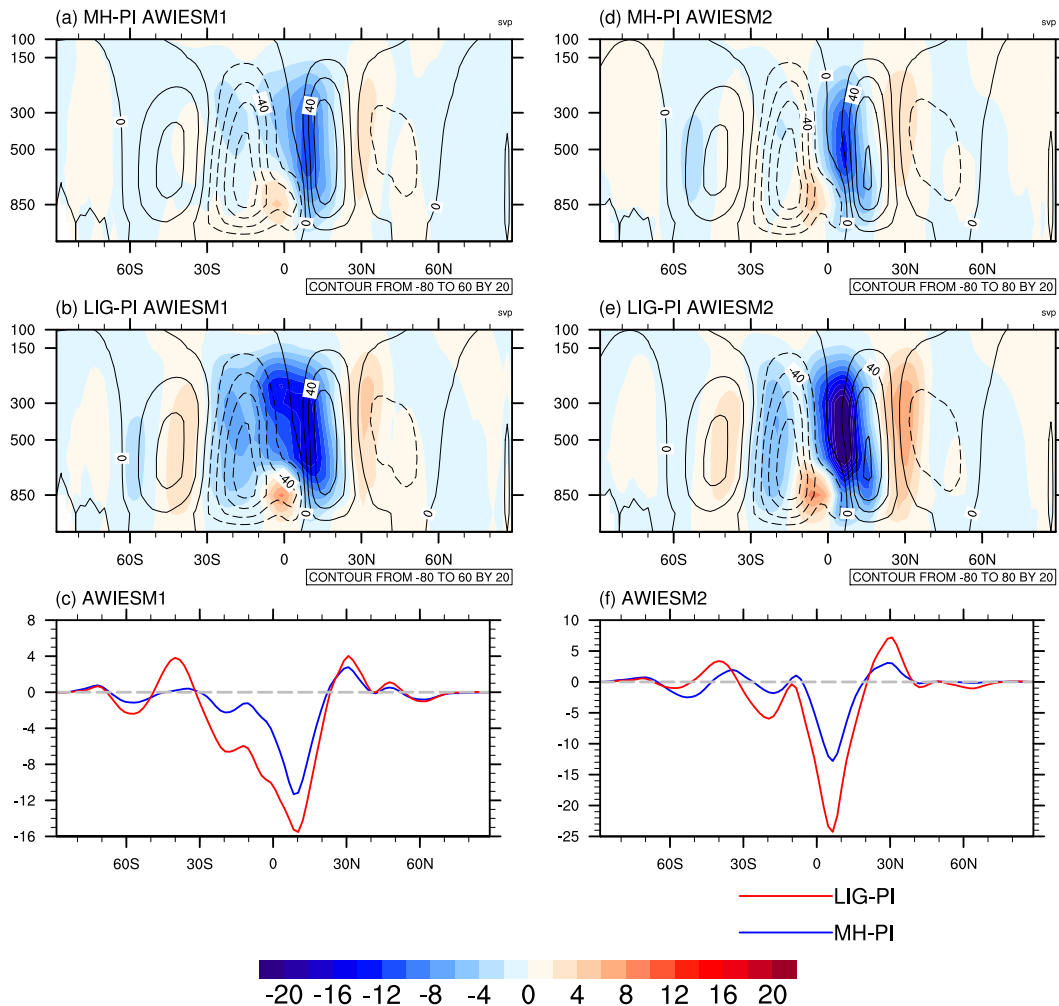 (a) MH-PI AWIESM1
svp
100
150
300
500
850
0
-40
40
0
0
60S 30S 0 30N 60N
CONTOUR FROM -80 TO 60 BY 20
(d) MH-PI AWIESM2
svp
100
150
300
500
850
0
0
40
40
0
0
60S 30S 0 30N 60N
CONTOUR FROM -80 TO 80 BY 20
(b) LIG-PI AWIESM1
svp
100
150
300
500
850
0
40
-40
0
0
60S 30S 0 30N 60N
CONTOUR FROM -80 TO 60 BY 20
(e) LIG-PI AWIESM2
svp
100
150
300
500
850
0
-40
40
0
0
60S 30S 0 30N 60N
CONTOUR FROM -80 TO 80 BY 20
(c) AWIESM1
8
4
0
-4
-8
-12
-16
60S 30S 0 30N 60N
(f) AWIESM2
10
5
0
-5
-10
-15
-20
-25
60S 30S 0 30N 60N
LIG-PI
MH-PI
-20 -16 -12 -8 -4 0 4 8 12 16 20